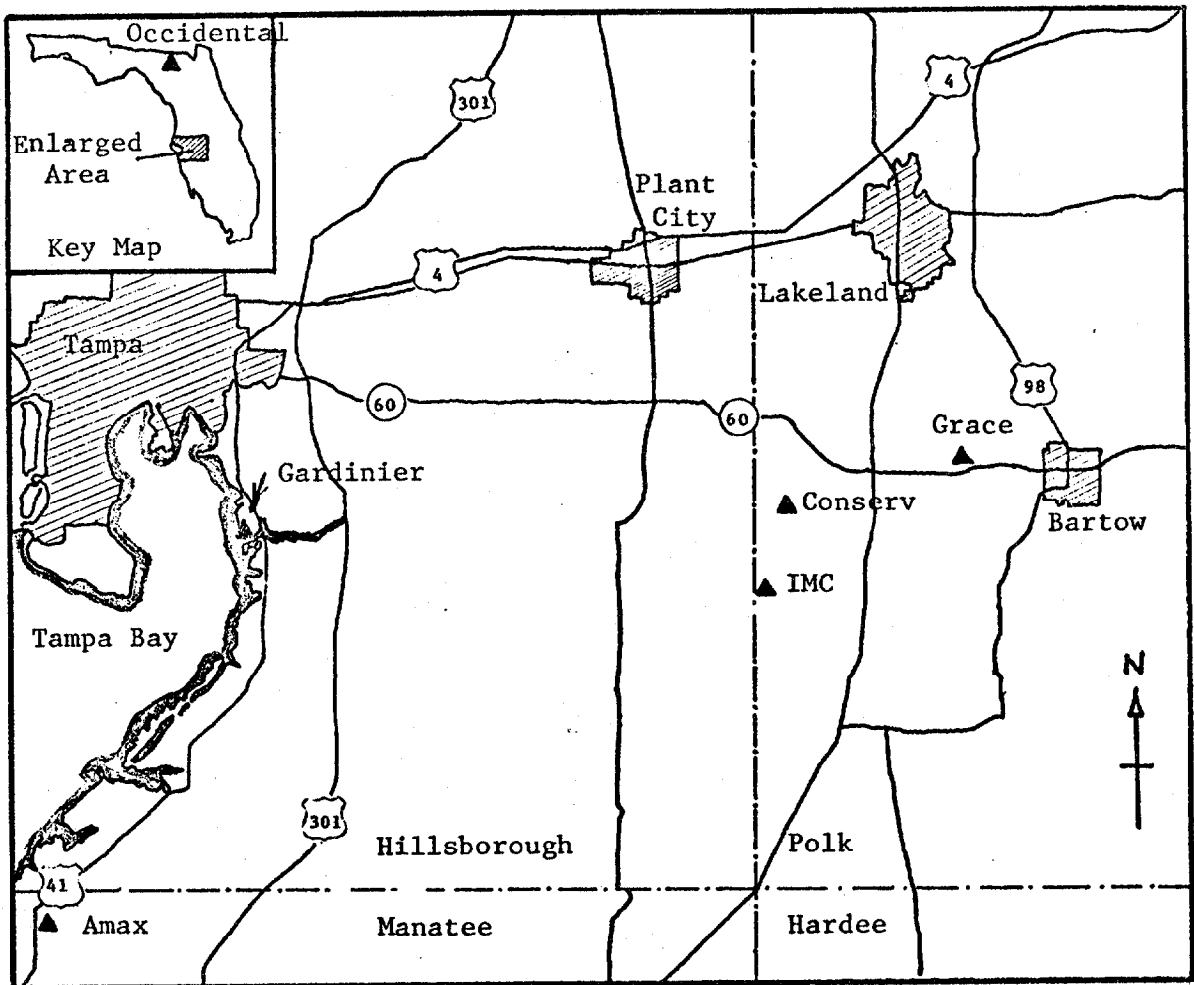 Occidental
Enlarged
Area
Key Map
301
4
Plant
City
4
Lakeland
Tampa
60
60
98
Grace
Gardinier
Conserv
Bartow
IMC
Tampa Bay
N
301
Hillsborough
Polk
41
Amax
Manatee
Hardee